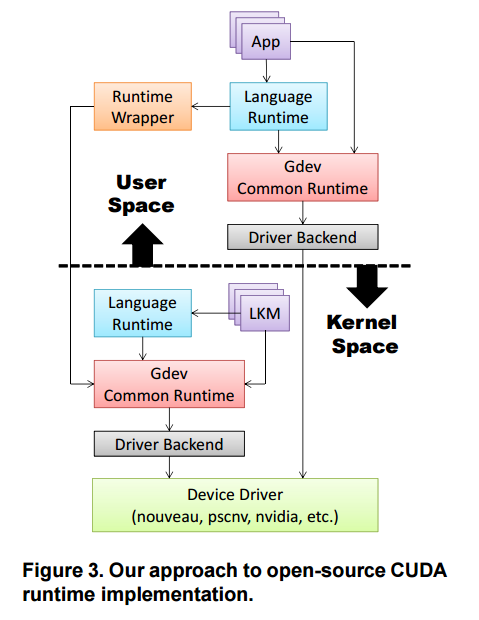 App
Runtime
Wrapper
Language
Runtime
Gdev
Common Runtime
User
Space
Driver Backend
Language
Runtime
LKM
Kernel
Space
Gdev
Common Runtime
Driver Backend
Device Driver
(nouveau, pscnv, nvidia, etc.)
Figure 3. Our approach to open-source CUDA
runtime implementation.